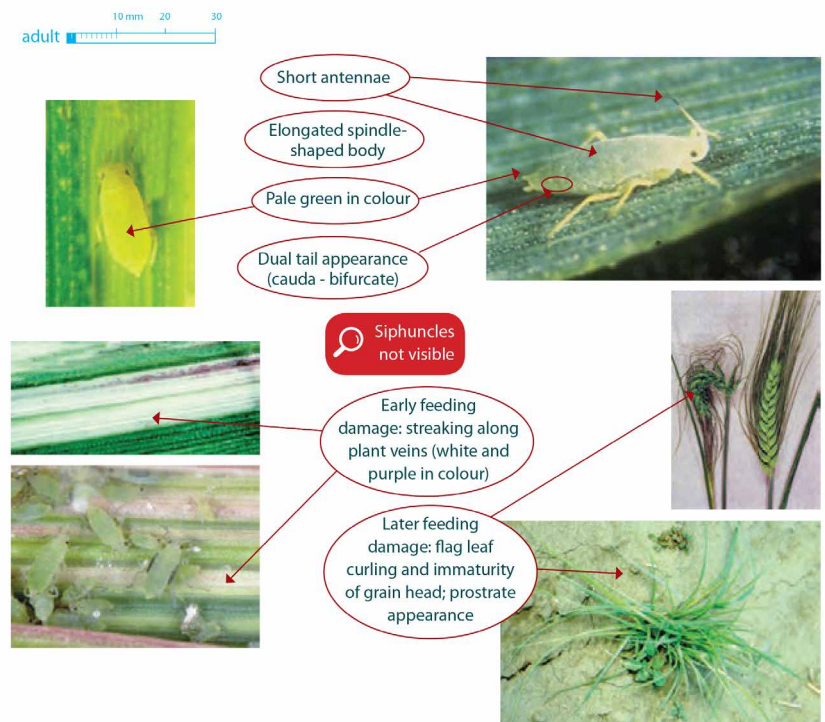 10 mm 20 30
adult
Short antennae
Elongated spindle-
shaped body
Pale green in colour
Dual tail appearance
(cauda - bifurcate)
Siphuncles
not visible
Early feeding
damage: streaking along
plant veins (white and
purple in colour)
Later feeding
damage: flag leaf
curling and immaturity
of grain head; prostrate
appearance